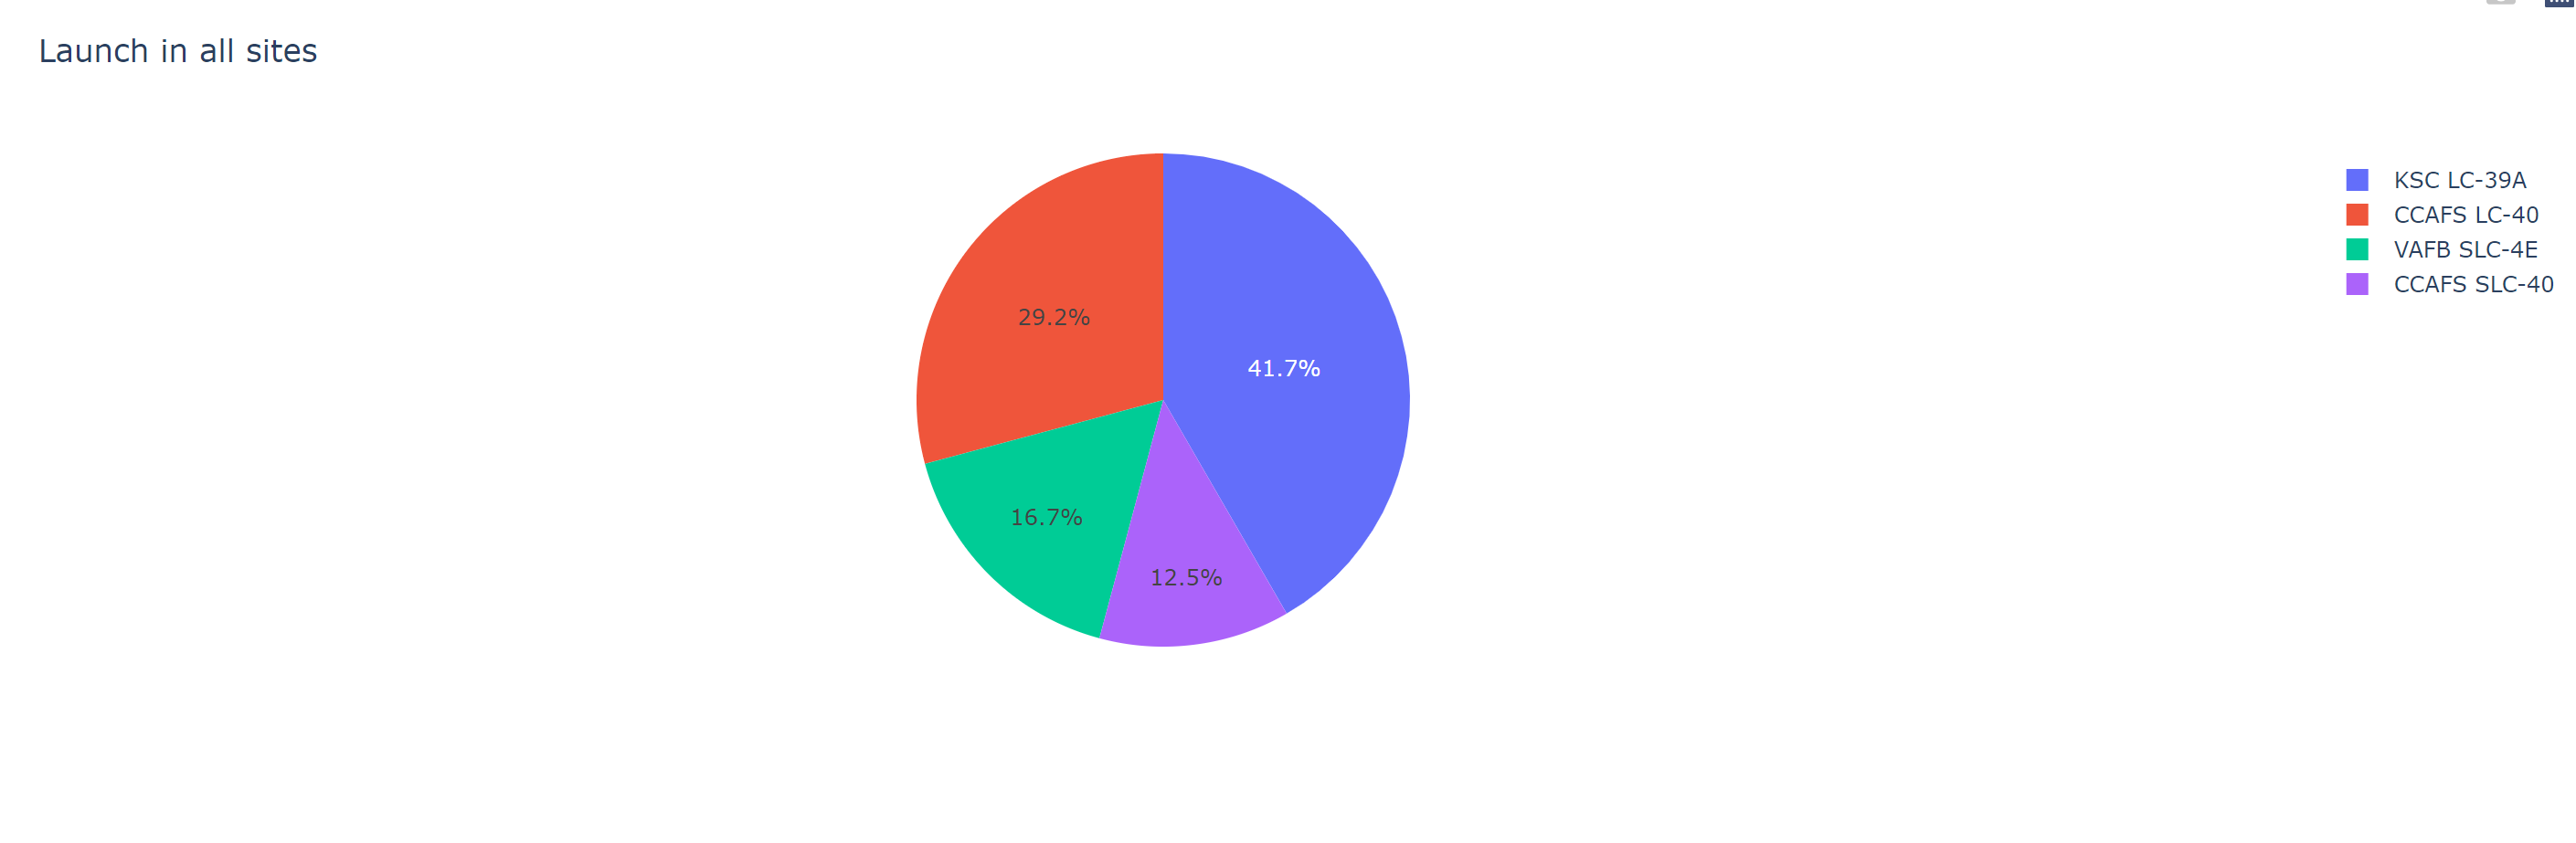 Launch in all sites
KSC LC-39A
CCAFS LC-40
VAFB SLC-4E
CCAFS SLC-40
29.2%
41.7%
16.7%
12.5%